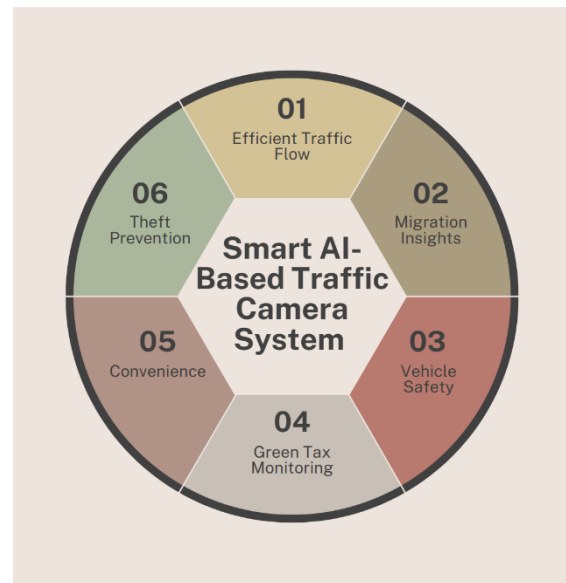 01
Efficient Traffic
Flow
02
Migration
Insights
03
Vehicle
Safety
04
Green Tax
Monitoring
05
Convenience
06
Theft
Prevention
Smart AI-
Based Traffic
Camera
System